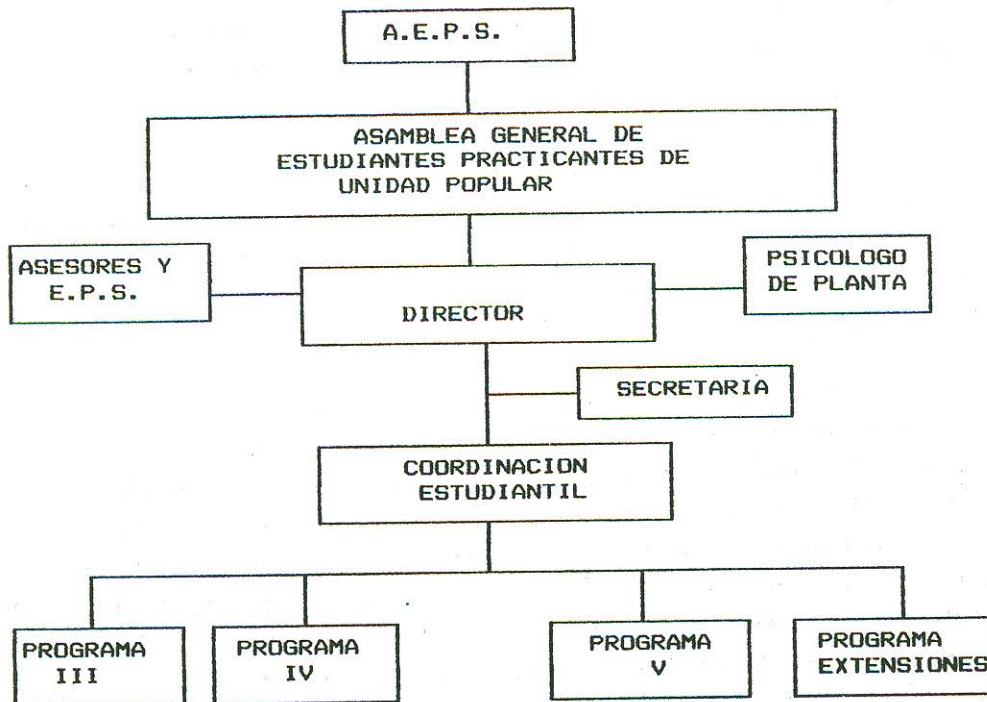 A.E.P.S.
ASAMBLEA GENERAL DE
ESTUDIANTES PRACTICANTES DE
UNIDAD POPULAR
ASESORES Y
E.P.S.
DIRECTOR
PSICOLOGO
DE PLANTA
SECRETARIA
COORDINACION
ESTUDIANTIL
PROGRAMA
III
PROGRAMA
IV
PROGRAMA
V
PROGRAMA
EXTENSIONES